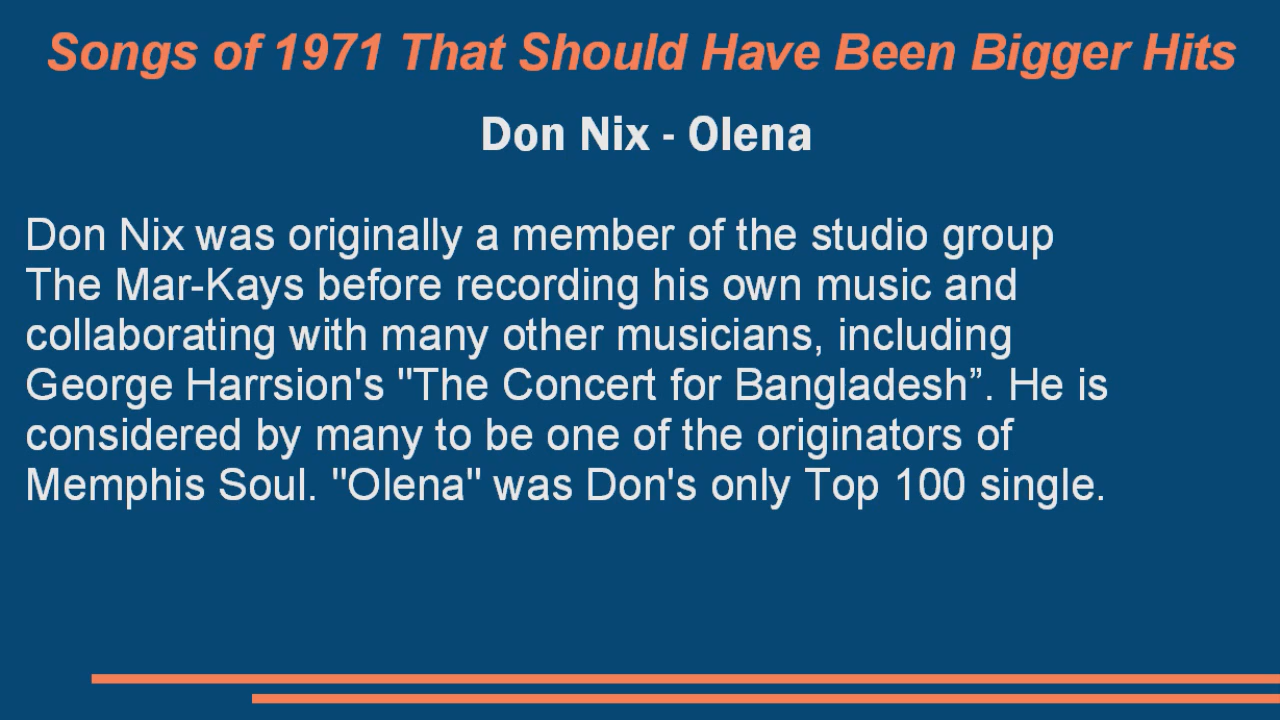 Songs of 1971 That Should Have Been Bigger Hits
Don Nix - Olena
Don Nix was originally a member of the studio group
The Mar-Kays before recording his own music and
collaborating with many other musicians, including
George Harrsion's "The Concert for Bangladesh”. He is
considered by many to be one of the originators of
Memphis Soul. "Olena" was Don's only Top 100 single.